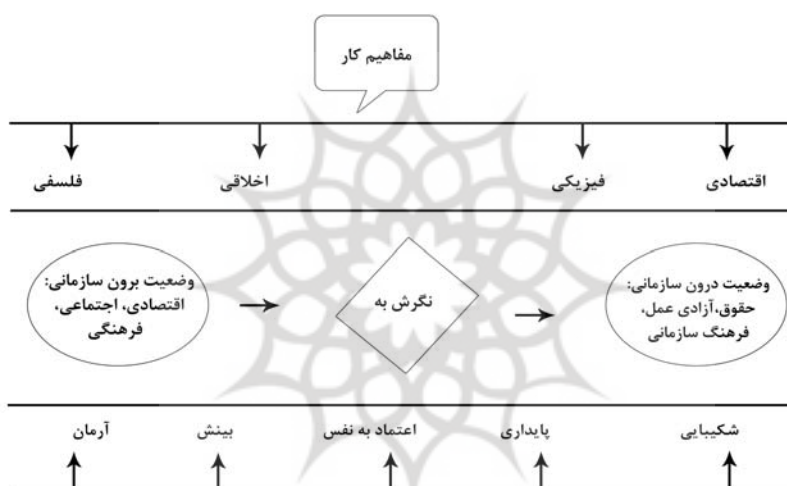 مفاهیم کار
اقتصادی
فیزیکی
اخلاقی
فلسفی
وضعیت درون سازمانی:
حقوق،آزادی عمل،
فرهنگ سازمانی
نگرش به
وضعیت برون سازمانی:
اقتصادی، اجتماعی،
فرهنگی
شکیبایی
پایداری
اعتماد به نفس
بینش
آرمان